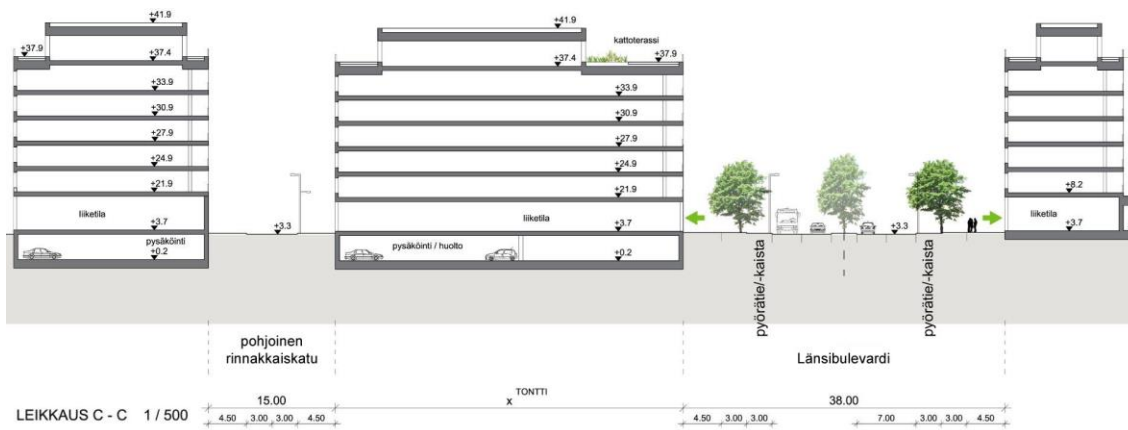 +41.9
+37.9
+37.4
+33.9
+30.9
+27.9
+24.9
+21.9
liiketila
+3.7
pysäköinti
+0.2
+3.3
+41.9
kattoterassi
+37.4
+37.9
+33.9
+30.9
+27.9
+24.9
+21.9
liiketila
+3.7
pysäköinti / huolto
+0.2
pyörätie/-kaista
+3.3
pyörätie/-kaista
+8.2
liiketila
+3.7
pohjoinen
rinnakkaiskatu
Länsibulevardi
LEIKKAUS C - C 1 / 500
15.00
TONTTI
x
38.00
4.50 3.00 3.00 4.50
4.50 3.00 3.00 7.00 3.00 3.00 4.50